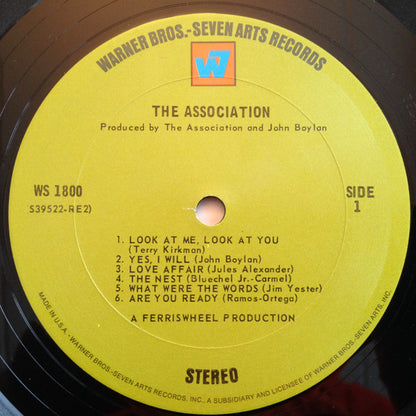 WARNER BROS.-SEVEN ARTS RECORDS
W7
THE ASSOCIATION
Produced by The Association and John Boylan
WS 1800
S39522-RE2)
SIDE
1
1. LOOK AT ME, LOOK AT YOU
(Terry Kirkman)
2. YES, I WILL (John Boylan)
3. LOVE AFFAIR (Jules Alexander)
4. THE NEST (Bluechel Jr.-Carmel)
5. WHAT WERE THE WORDS (Jim Yester)
6. ARE YOU READY (Ramos-Ortega)
A FERRISWHEEL PRODUCTION
STEREO
MADE IN U.S.A. - WARNER BROS.-SEVEN ARTS RECORDS INC., A SUBSIDIARY AND LICENSEE OF WARNER BROS.-SEVEN ARTS, INC.